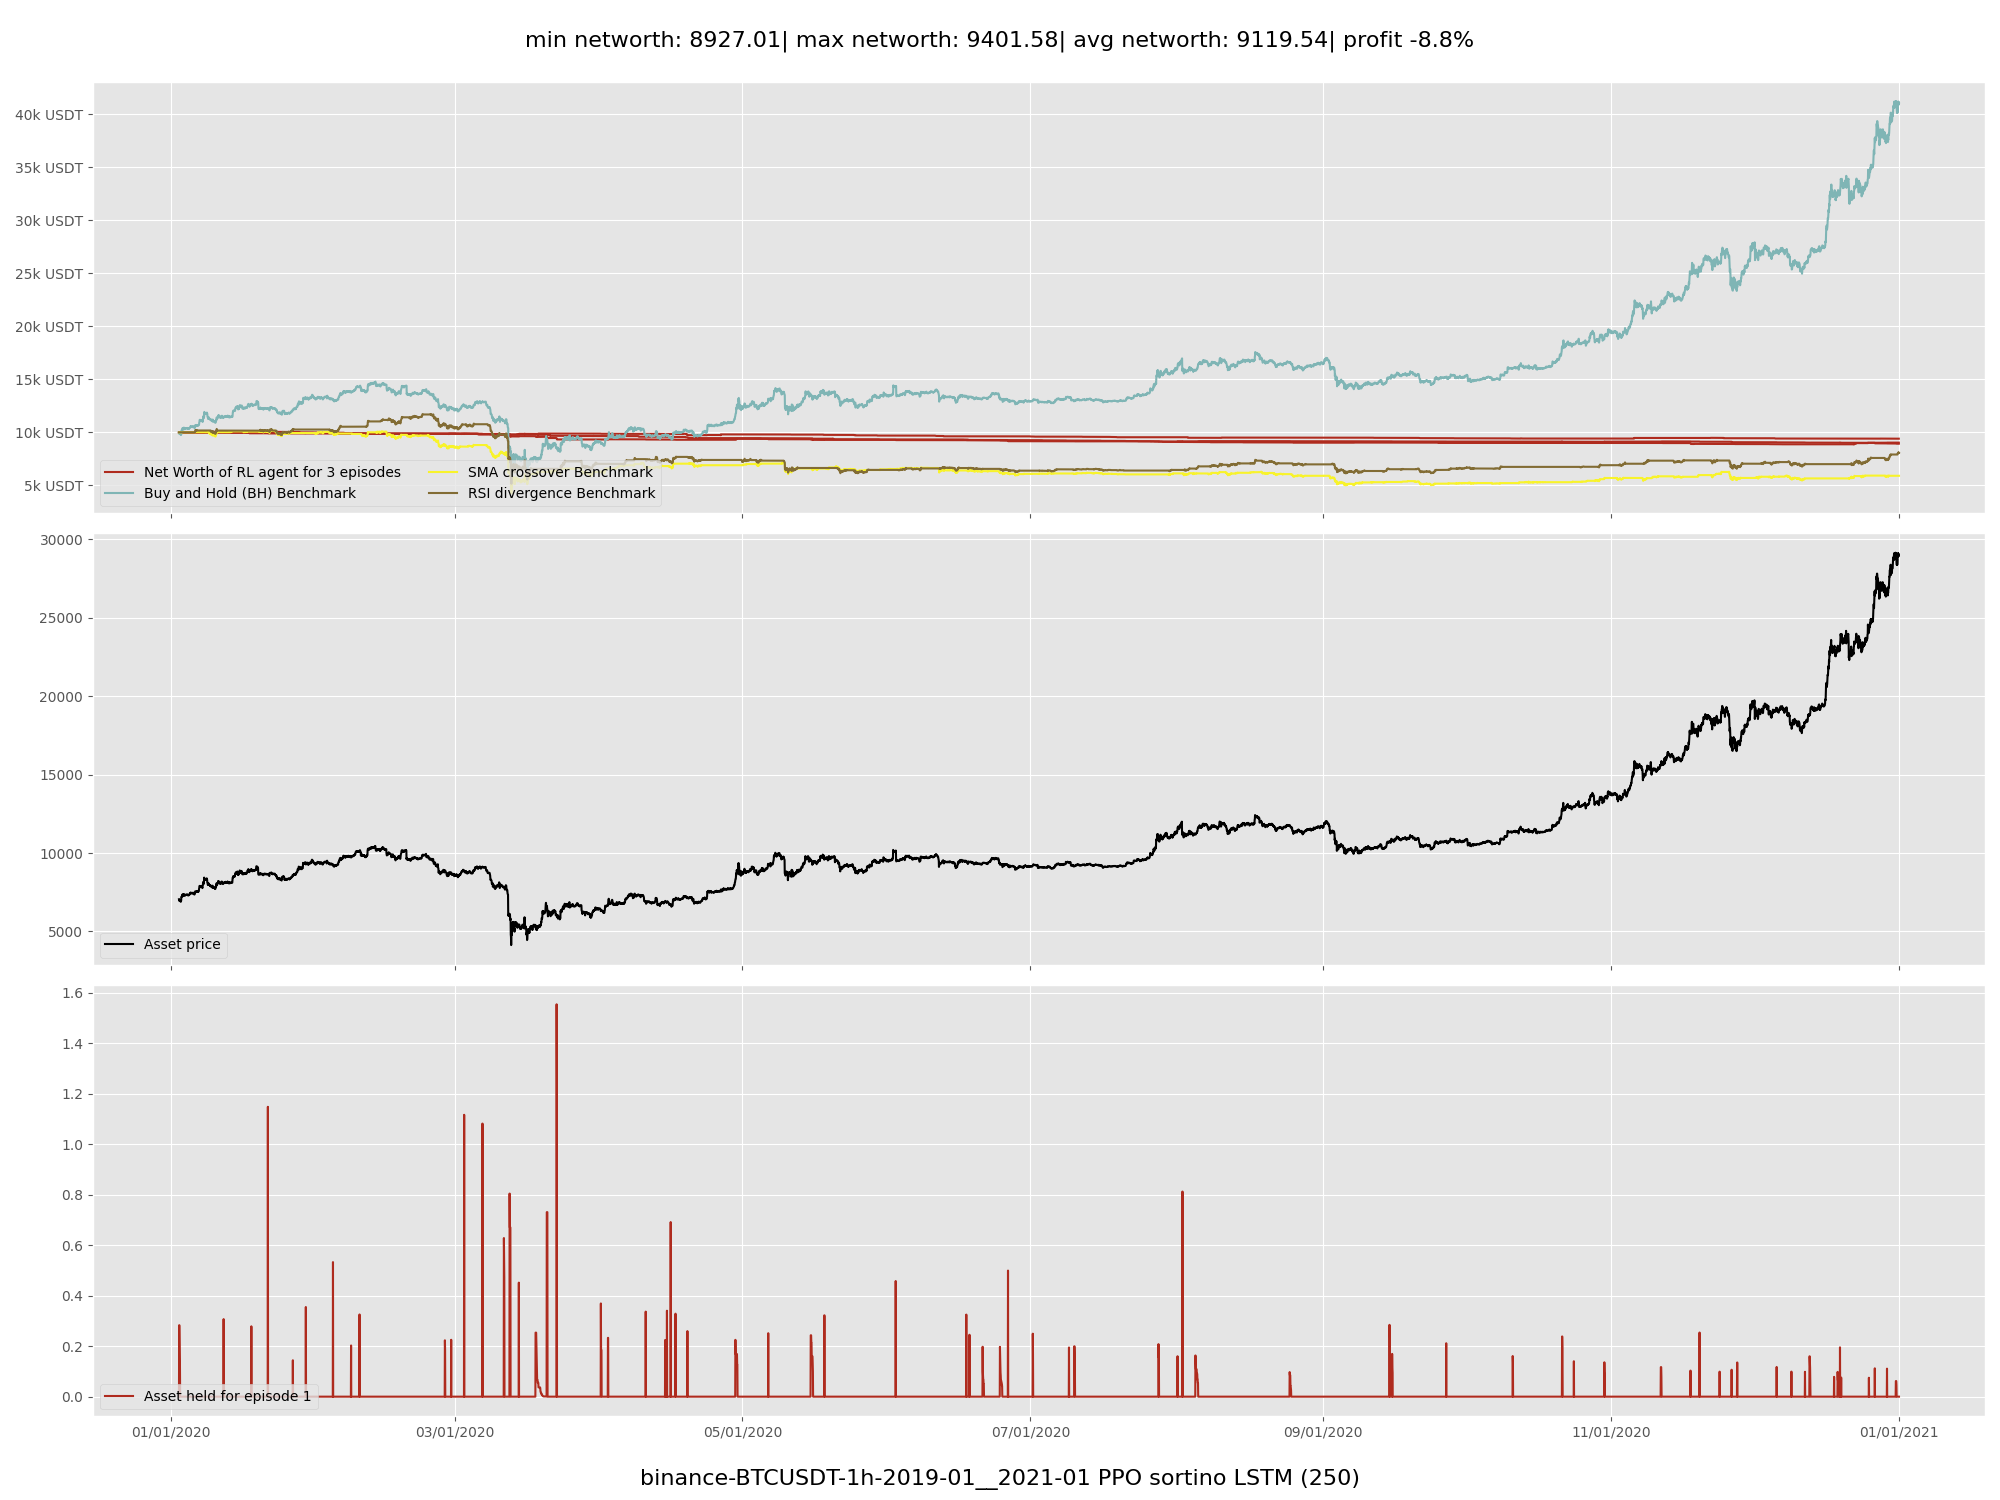 min networth: 8927.01| max networth: 9401.58| avg networth: 9119.54| profit -8.8%
40k USDT
35k USDT
30k USDT
25k USDT
20k USDT
15k USDT
10k USDT
5k USDT
Net Worth of RL agent for 3 episodes
Buy and Hold (BH) Benchmark
SMA crossover Benchmark
RSI divergence Benchmark
30000
25000
20000
15000
10000
5000
Asset price
1.6
1.4
1.2
1.0
0.8
0.6
0.4
0.2
0.0
Asset held for episode 1
01/01/2020
03/01/2020
05/01/2020
07/01/2020
09/01/2020
11/01/2020
01/01/2021
binance-BTCUSDT-1h-2019-01__2021-01 PPO sortino LSTM (250)